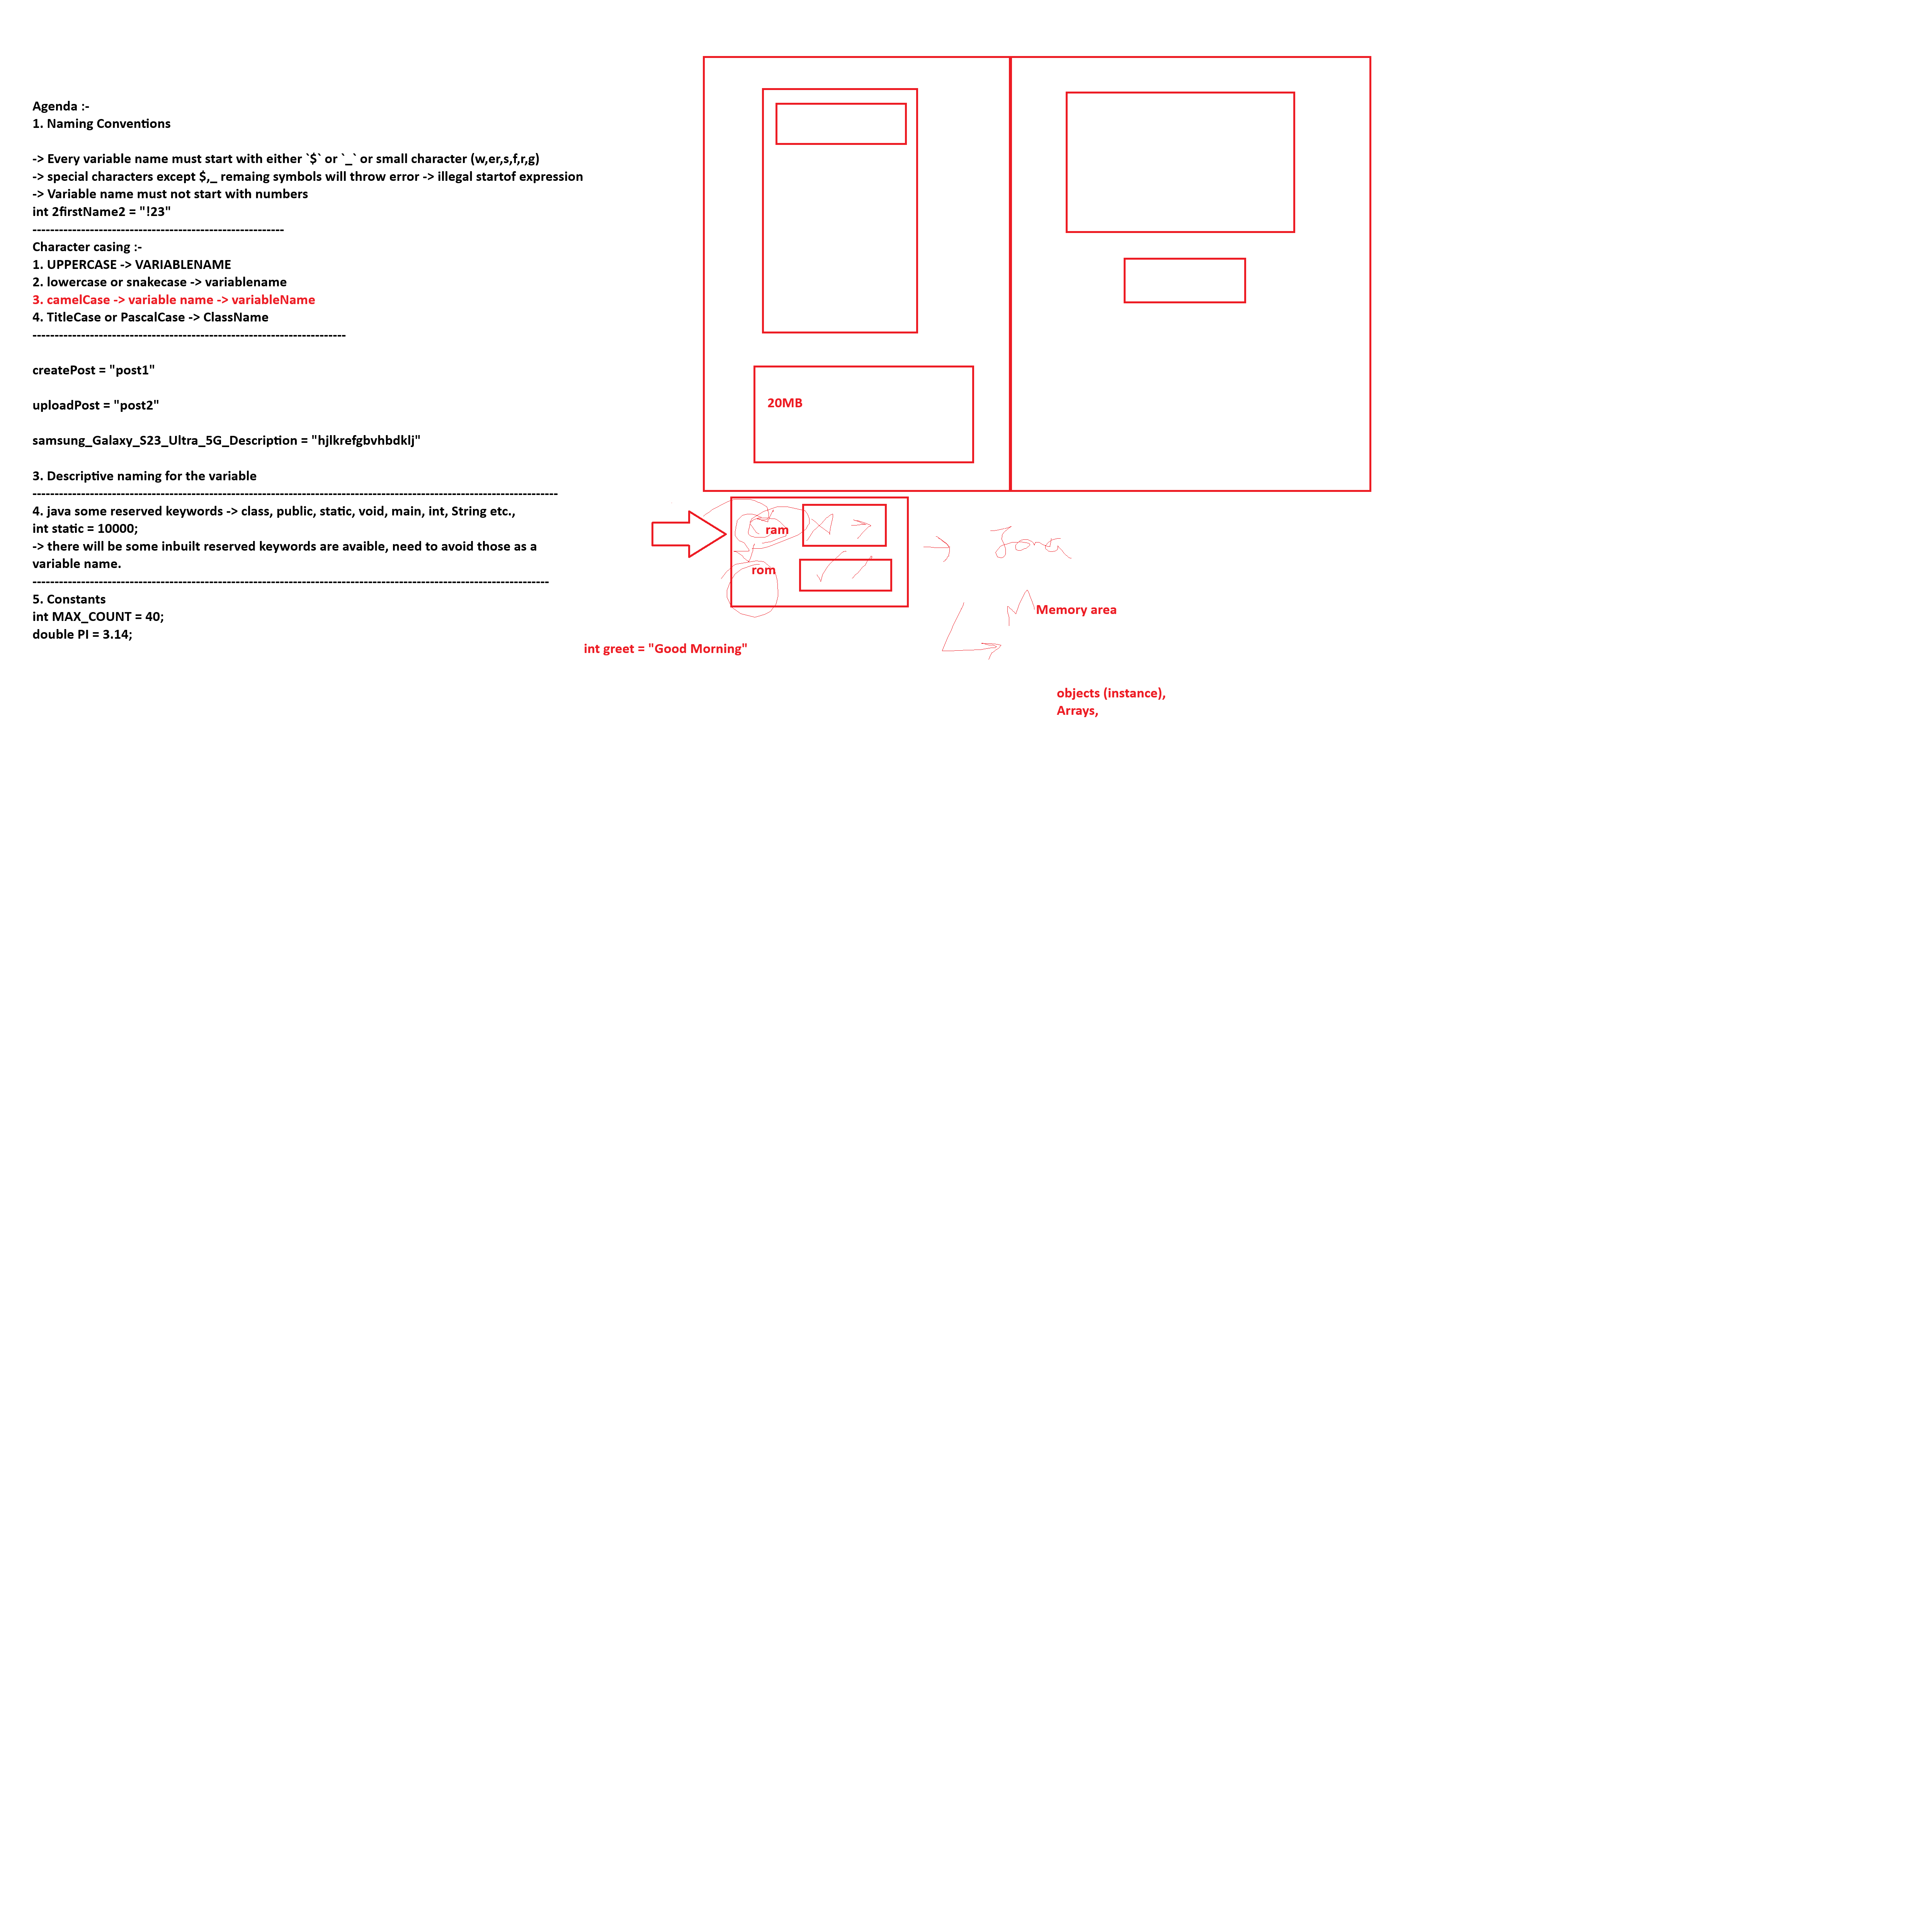 Agenda :-
1. Naming Conventions
-> Every variable name must start with either `$` or `_` or small character (w,er,s,f,r,g)
-> special characters except $,_ remaing symbols will throw error -> illegal startof expression
-> Variable name must not start with numbers
int 2firstName2 = "!23"
---------------------------------------------------------
Character casing :-
1. UPPERCASE -> VARIABLENAME
2. lowercase or snakecase -> variablename
3. camelCase -> variable name -> variableName
4. TitleCase or PascalCase -> ClassName
-----------------------------------------------------------------------
createPost = "post1"
uploadPost = "post2"
samsung_Galaxy_S23_Ultra_5G_Description = "hjlkrefgbvhbdklj"
3. Descriptive naming for the variable
-----------------------------------------------------------------------------------------------------------------------
4. java some reserved keywords -> class, public, static, void, main, int, String etc.,
int static = 10000;
-> there will be some inbuilt reserved keywords are avaible, need to avoid those as a
variable name.
---------------------------------------------------------------------------------------------------------------------
5. Constants
int MAX_COUNT = 40;
double PI = 3.14;
20MB
ram
rom
Memory area
int greet = "Good Morning"
objects (instance),
Arrays,